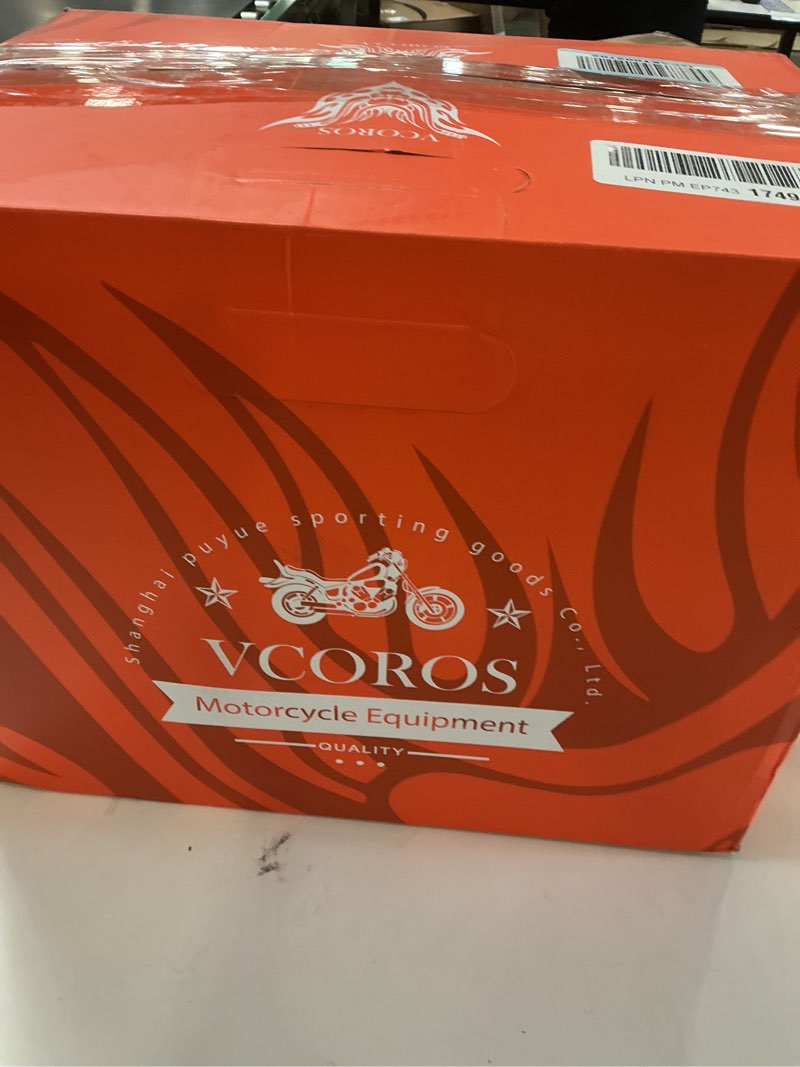 VCOROS
LPN PM EP743 1749
Shanghai puyue sporting goods Co., Ltd.
VCOROS
Motorcycle Equipment
QUALITY